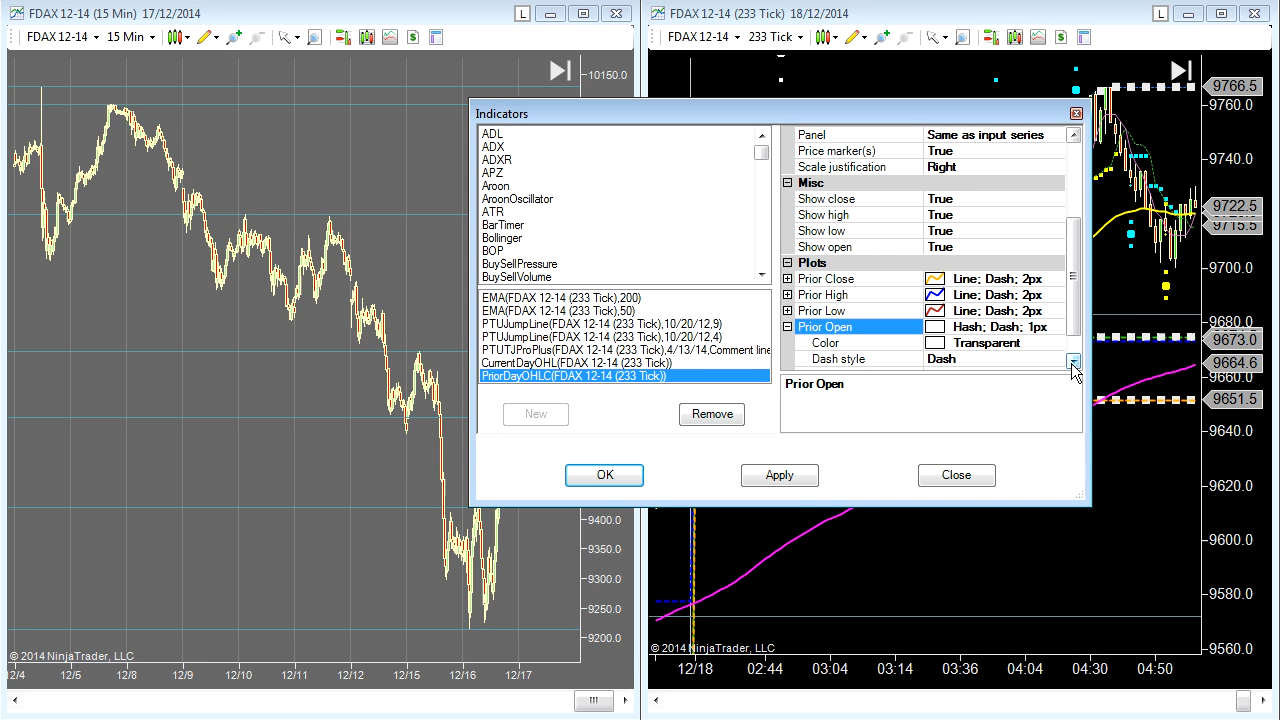 FDAX 12-14 (15 Min) 17/12/2014
L
FDAX 12-14
15 Min
$
10150.0
9400.0
9350.0
9300.0
9250.0
9200.0
© 2014 NinjaTrader, LLC
12/4
12/5
12/8
12/9
12/10
12/11
12/12
12/15
12/16
12/17
FDAX 12-14 (233 Tick) 18/12/2014
L
FDAX 12-14
233 Tick
$
9766.5
9760.0
9740.0
9722.5
9715.5
9700.0
9680.0
9673.0
9664.6
9660.0
9651.5
9640.0
9620.0
9600.0
9580.0
9560.0
© 2014 NinjaTrader, LLC
12/18
02:44
03:04
03:14
03:36
04:04
04:30
04:50
Indicators
ADL
ADX
ADXR
APZ
Aroon
AroonOscillator
ATR
BarTimer
Bollinger
BOP
BuySellPressure
BuySellVolume
EMA(FDAX 12-14 (233 Tick),200)
EMA(FDAX 12-14 (233 Tick),50)
PTUJumpLine(FDAX 12-14 (233 Tick),10/20/12,9)
PTUJumpLine(FDAX 12-14 (233 Tick),10/20/12,4)
PTUTJProPlus(FDAX 12-14 (233 Tick),4/13/14,Comment line
CurrentDayOHL(FDAX 12-14 (233 Tick))
PriorDayOHLC(FDAX 12-14 (233 Tick))
New
Remove
Panel Same as input series
Price marker(s) True
Scale justification Right
Misc
Show close True
Show high True
Show low True
Show open True
Plots
Prior Close Line; Dash; 2px
Prior High Line; Dash; 2px
Prior Low Line; Dash; 2px
Prior Open Hash; Dash; 1px
Color Transparent
Dash style Dash
Prior Open
OK
Apply
Close